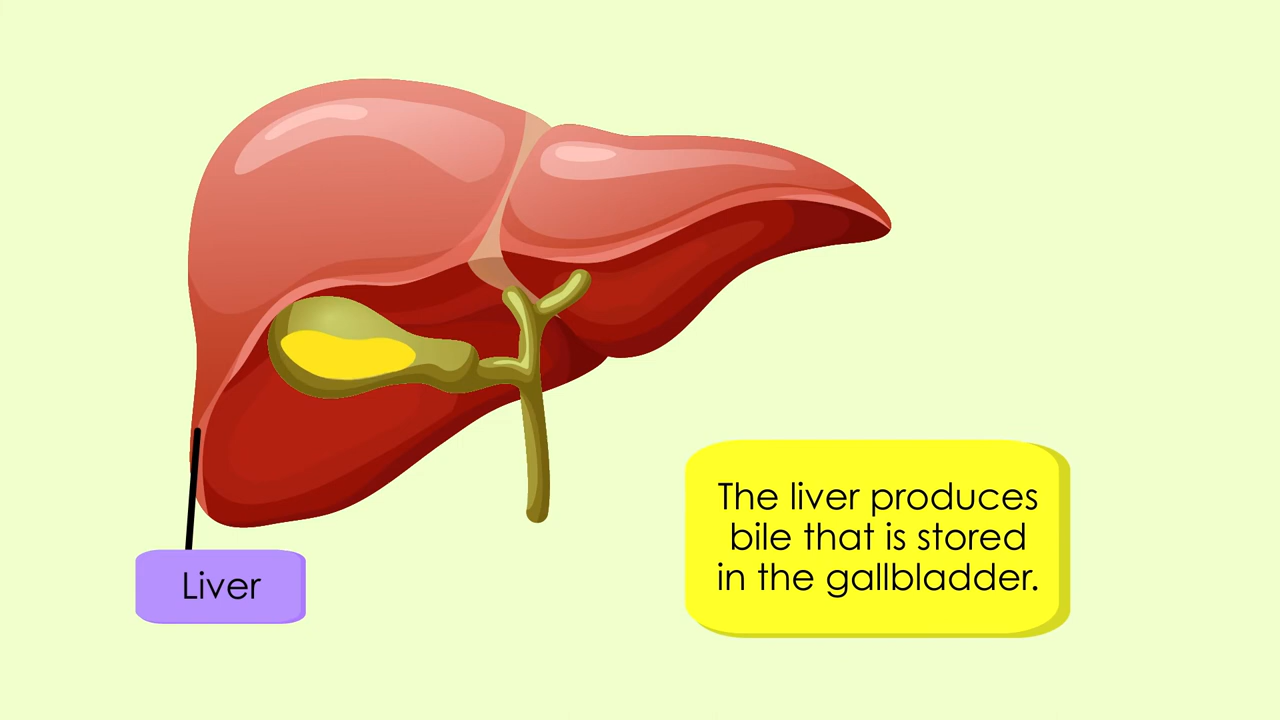 The liver produces
bile that is stored
in the gallbladder.
Liver